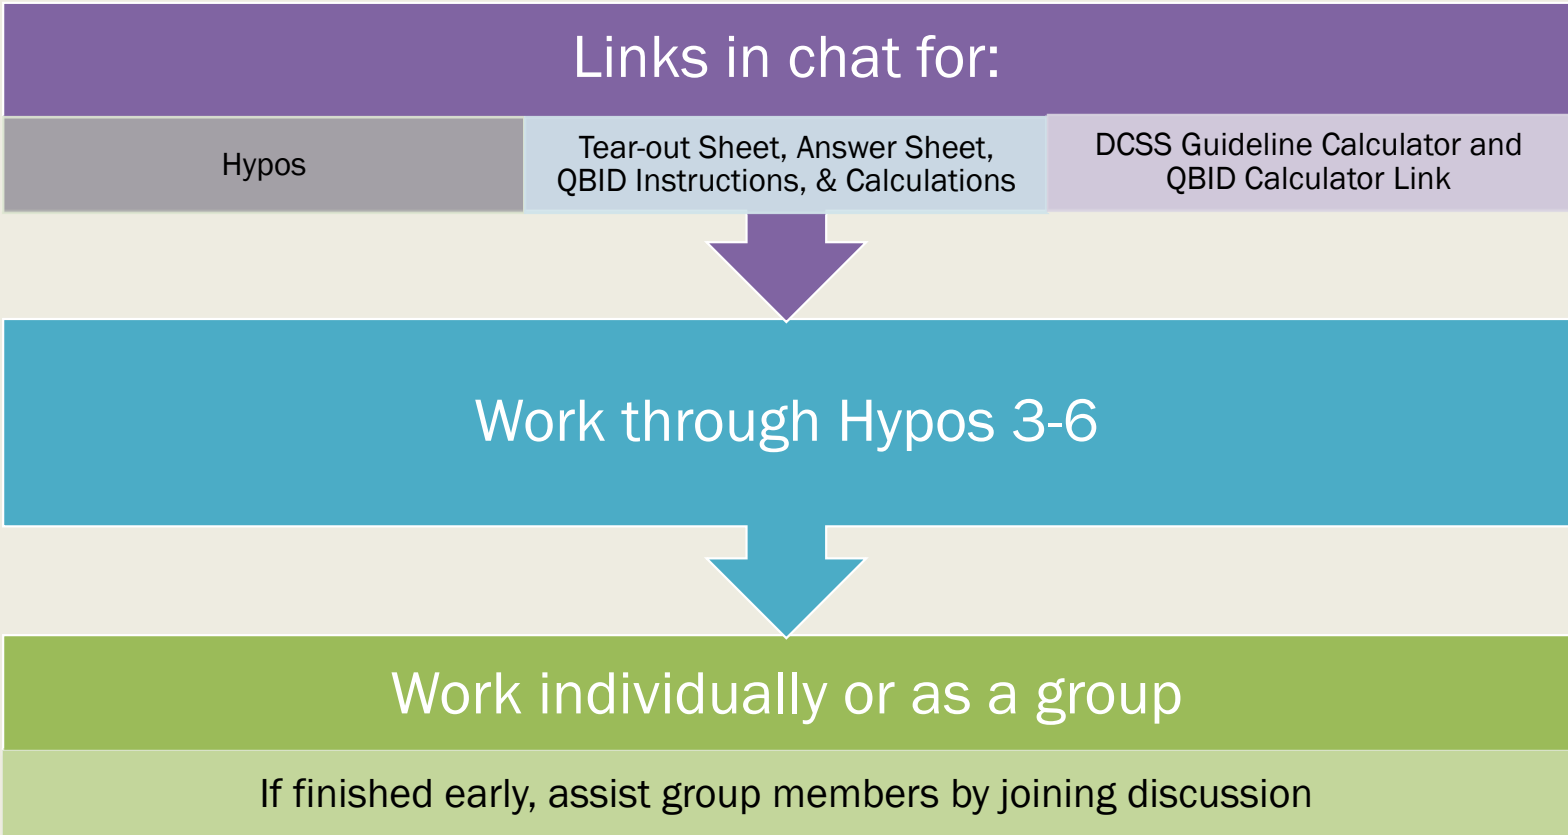 Links in chat for:
Hypos
Tear-out Sheet, Answer Sheet,
QBID Instructions, & Calculations
DCSS Guideline Calculator and
QBID Calculator Link
Work through Hypos 3-6
Work individually or as a group
If finished early, assist group members by joining discussion